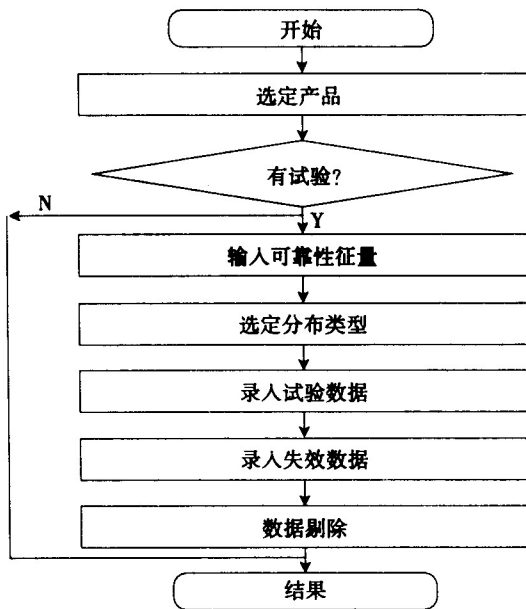 开始
选定产品
有试验?
N
Y
输入可靠性征量
选定分布类型
录入试验数据
录入失效数据
数据剔除
结果